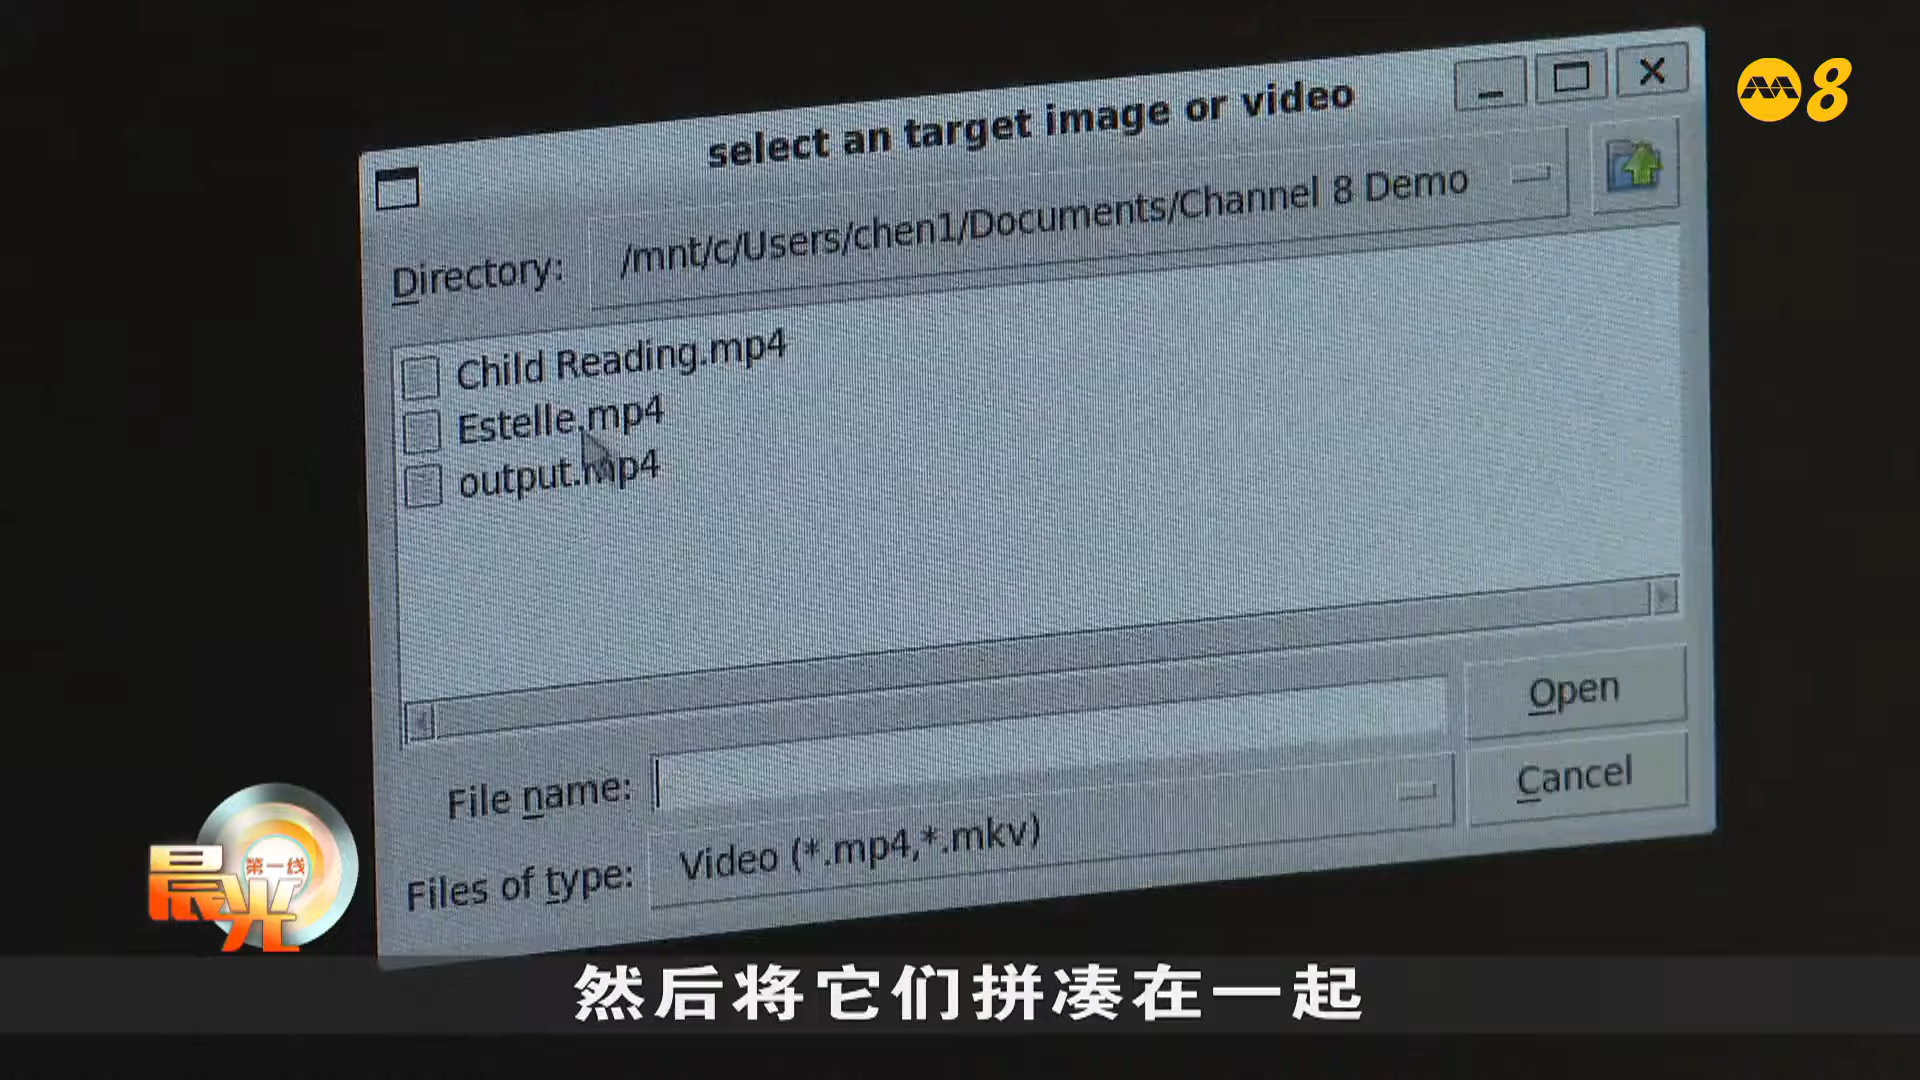 8
select an target image or video
Directory: /mnt/c/Users/chen1/Documents/Channel 8 Demo
Child Reading.mp4
Estelle.mp4
output.mp4
Open
File name:
Cancel
Files of type: Video (*.mp4,*.mkv)
晨光
第一线
然后将它们拼凑在一起